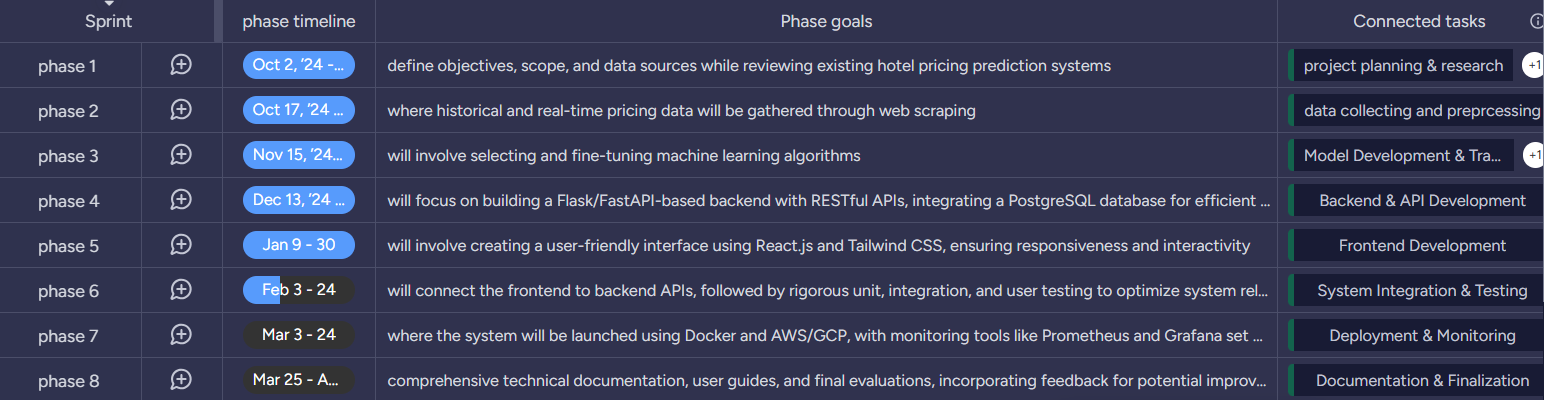 Sprint phase timeline Phase goals Connected tasks
phase 1 Oct 2, '24 -... define objectives, scope, and data sources while reviewing existing hotel pricing prediction systems project planning & research +1
phase 2 Oct 17, '24 ... where historical and real-time pricing data will be gathered through web scraping data collecting and preprcessing
phase 3 Nov 15, '24... will involve selecting and fine-tuning machine learning algorithms Model Development & Tra... +1
phase 4 Dec 13, '24 ... will focus on building a Flask/FastAPI-based backend with RESTful APIs, integrating a PostgreSQL database for efficient ... Backend & API Development
phase 5 Jan 9 - 30 will involve creating a user-friendly interface using React.js and Tailwind CSS, ensuring responsiveness and interactivity Frontend Development
phase 6 Feb 3 - 24 will connect the frontend to backend APIs, followed by rigorous unit, integration, and user testing to optimize system rel... System Integration & Testing
phase 7 Mar 3 - 24 where the system will be launched using Docker and AWS/GCP, with monitoring tools like Prometheus and Grafana set ... Deployment & Monitoring
phase 8 Mar 25 - A... comprehensive technical documentation, user guides, and final evaluations, incorporating feedback for potential improv... Documentation & Finalization